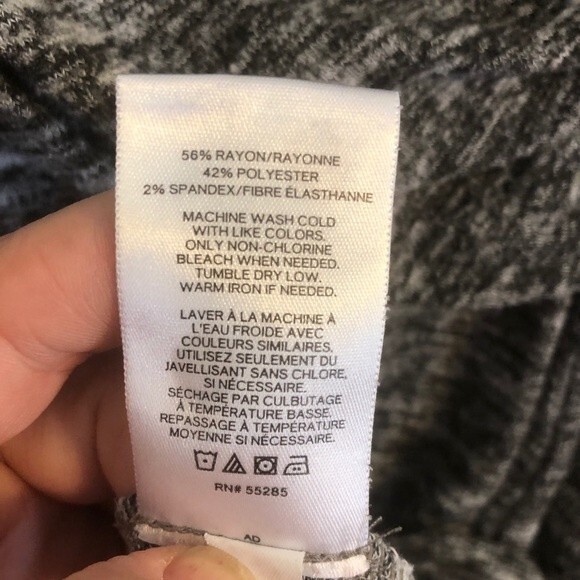 56% RAYON/RAYONNE
42% POLYESTER
2% SPANDEX/FIBRE ÉLASTHANNE
MACHINE WASH COLD
WITH LIKE COLORS.
ONLY NON-CHLORINE
BLEACH WHEN NEEDED.
TUMBLE DRY LOW.
WARM IRON IF NEEDED.
LAVER À LA MACHINE À
L'EAU FROIDE AVEC
COULEURS SIMILAIRES.
UTILISEZ SEULEMENT DU
JAVELLISANT SANS CHLORE,
SI NÉCESSAIRE.
SÉCHAGE PAR CULBUTAGE
À TEMPÉRATURE BASSE.
REPASSAGE À TEMPÉRATURE
MOYENNE SI NÉCESSAIRE.
RN# 55285
AD